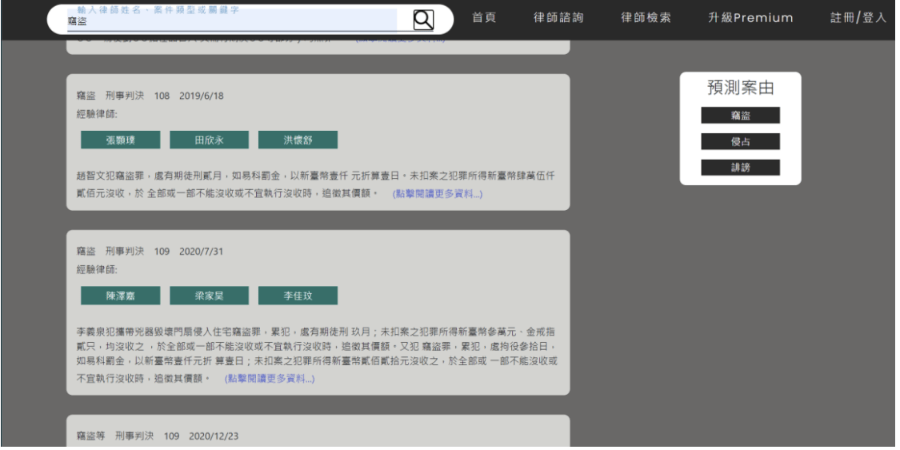 輸入律師姓名、案件類型或關鍵字
竊盜
首頁 律師諮詢 律師檢索 升級Premium 註冊/登入
(點擊閱讀更多資料...)
竊盜 刑事判決 108 2019/6/18
經驗律師:
張顥璞 田欣永 洪懷舒
趙哲文犯竊盜罪,處有期徒刑貳月,如易科罰金,以新臺幣壹仟 元折算壹日。未扣案之犯罪所得新臺幣肆萬伍仟
貳佰元沒收,於 全部或一部不能沒收或不宜執行沒收時,追徵其價額。 (點擊閱讀更多資料...)
竊盜 刑事判決 109 2020/7/31
經驗律師:
陳澤嘉 梁家昊 李佳玟
李義泉犯攜帶兇器毀壞門扇侵入住宅竊盜罪,累犯,處有期徒刑 玖月;未扣案之犯罪所得新臺幣參萬元、金戒指
貳只,均沒收之 ,於全部或一部不能沒收或不宜執行沒收時,追徵其價額。又犯 竊盜罪,累犯,處拘役參拾日,
如易科罰金,以新臺幣壹仟元折 算壹日;未扣案之犯罪所得新臺幣貳佰貳拾元沒收之,於全部或 一部不能沒收或
不宜執行沒收時,追徵其價額。 (點擊閱讀更多資料...)
竊盜等 刑事判決 109 2020/12/23
預測案由
竊盜
侵占
誹謗